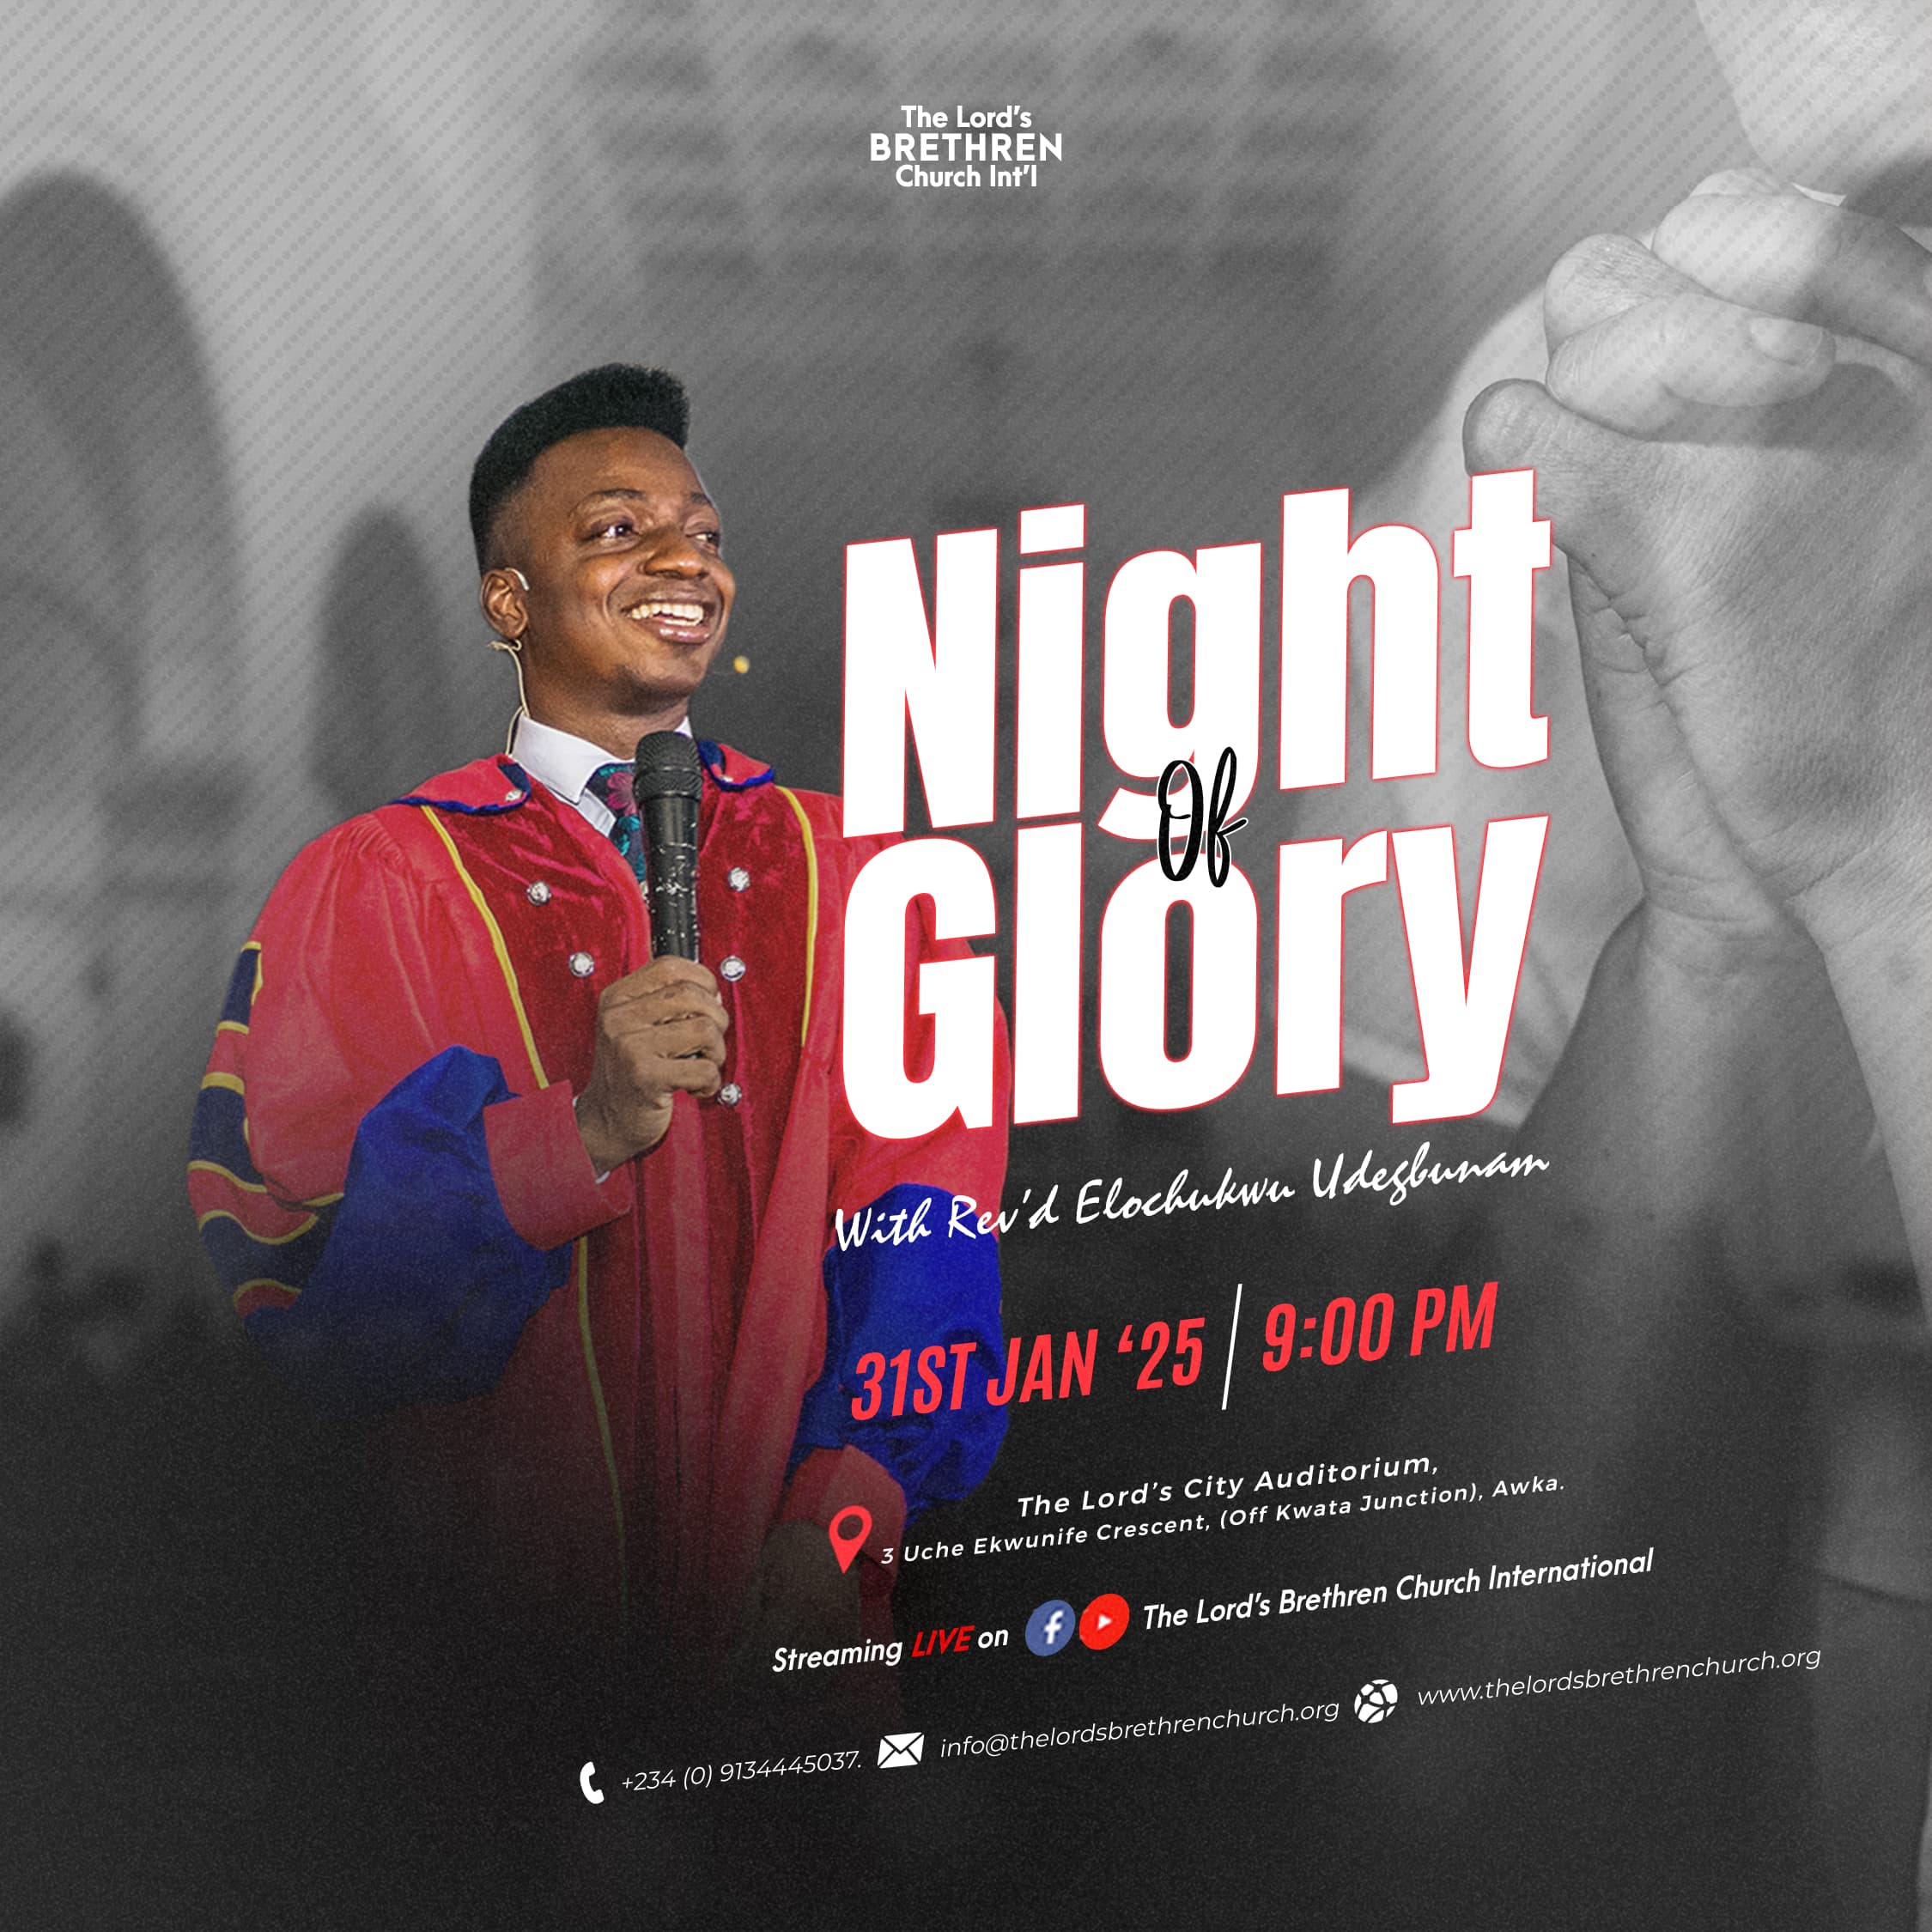 The Lord's
BRETHREN
Church Int'l
Night
Of
Glory
With Rev'd Elochukwu Udegbunam
31ST JAN ‘25 | 9:00 PM
The Lord's City Auditorium,
3 Uche Ekwunife Crescent, (Off Kwata Junction), Awka.
Streaming LIVE on The Lord's Brethren Church International
+234 (0) 9134445037. info@thelordsbrethrenchurch.org www.thelordsbrethrenchurch.org